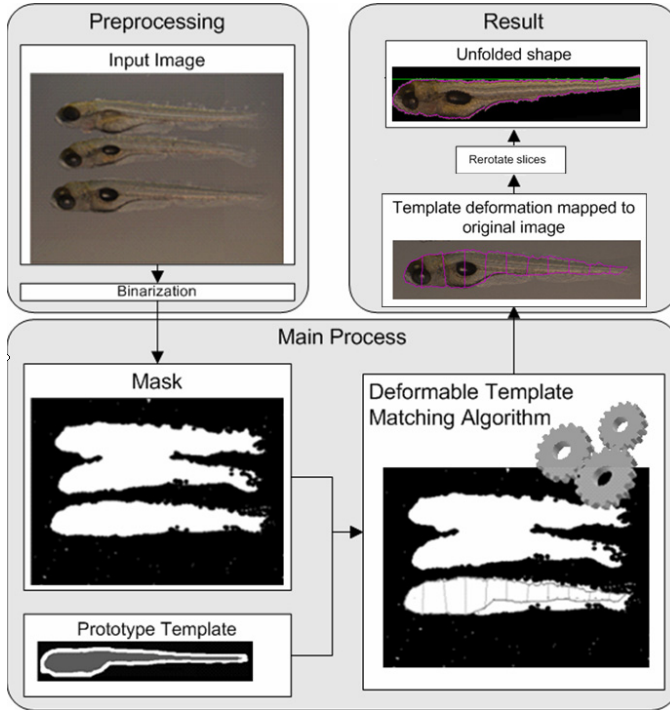 Preprocessing
Input Image
Binarization
Result
Unfolded shape
Rerotate slices
Template deformation mapped to
original image
Main Process
Mask
Prototype Template
Deformable Template
Matching Algorithm